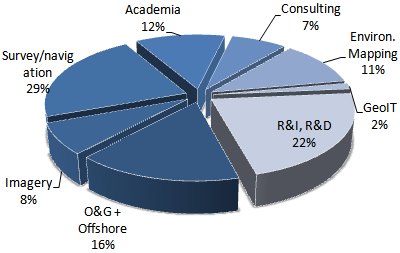 Academia
12%
Consulting
7%
Environ.
Mapping
11%
GeoIT
2%
R&I, R&D
22%
O&G +
Offshore
16%
Imagery
8%
Survey/navig
ation
29%